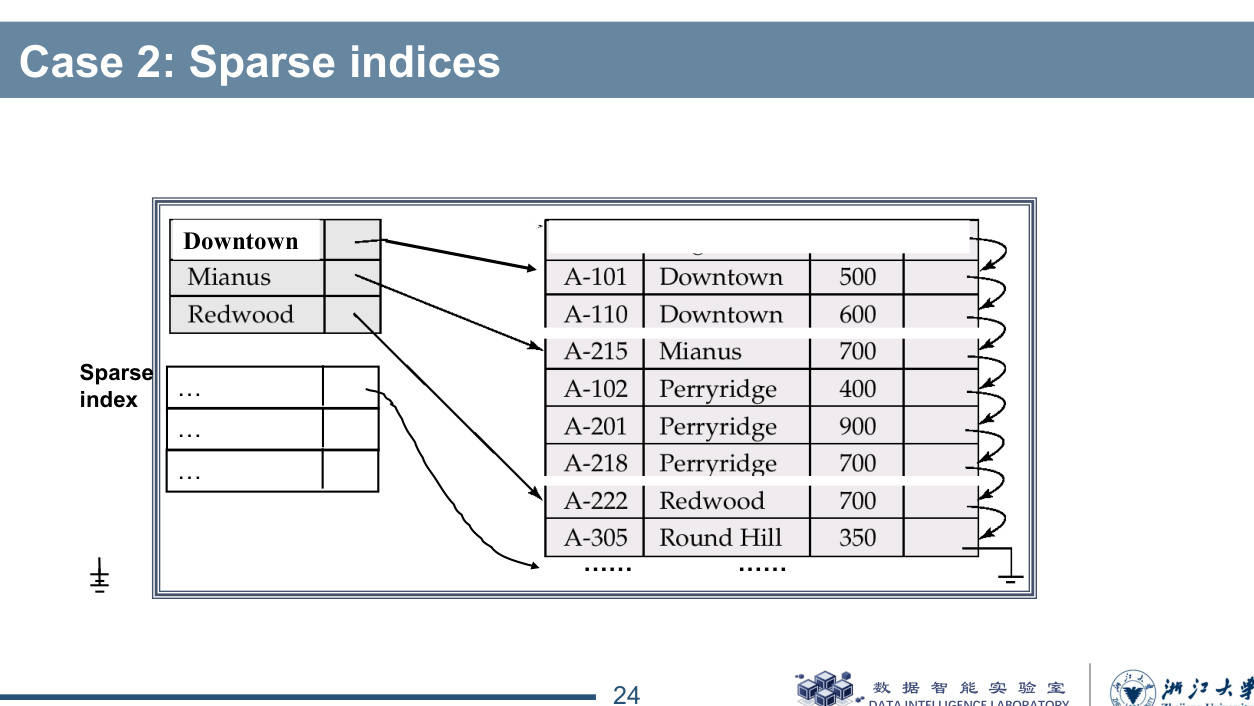 Case 2: Sparse indices
Downtown
Mianus
Redwood
Sparse
index
…
…
…
A-101 Downtown 500
A-110 Downtown 600
A-215 Mianus 700
A-102 Perryridge 400
A-201 Perryridge 900
A-218 Perryridge 700
A-222 Redwood 700
A-305 Round Hill 350
…… ……
24
数据智能实验室
DATA INTELLIGENCE LABORATORY
浙江大学